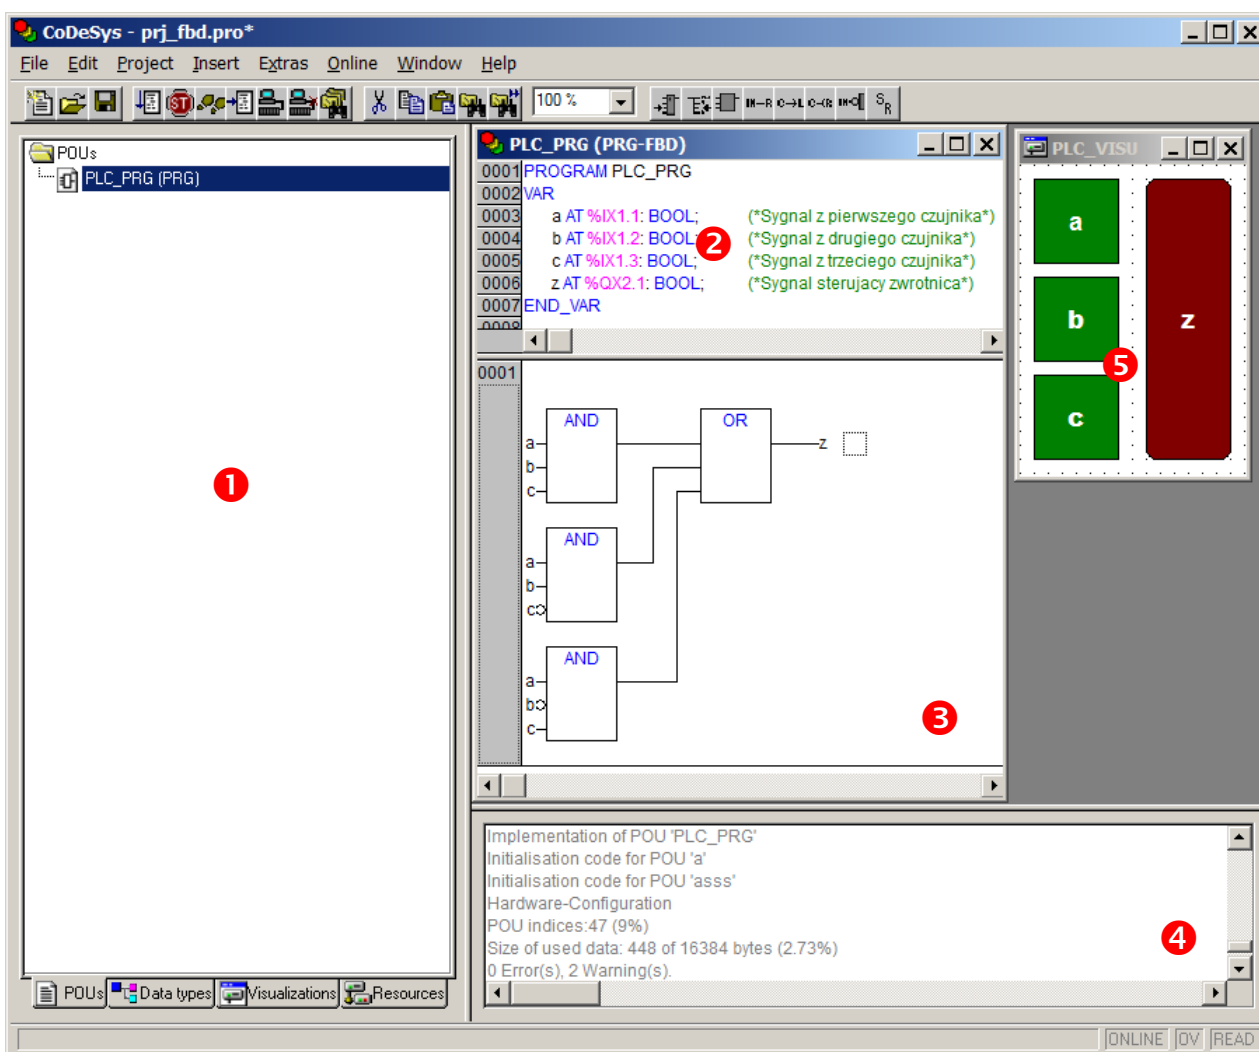 CoDeSys - prj_fbd.pro*
File Edit Project Insert Extras Online Window Help
100 %
POUs
PLC_PRG (PRG)
1
POUs Data types Visualizations Resources
PLC_PRG (PRG-FBD)
0001 PROGRAM PLC_PRG
0002 VAR
0003 a AT %IX1.1: BOOL; (*Sygnal z pierwszego czujnika*)
0004 b AT %IX1.2: BOOL; (*Sygnal z drugiego czujnika*)
0005 c AT %IX1.3: BOOL; (*Sygnal z trzeciego czujnika*)
0006 z AT %QX2.1: BOOL; (*Sygnal sterujacy zwrotnica*)
0007 END_VAR
0008
2
0001
AND OR
a z
b
c
AND
a
b
c
AND
a
b
c
3
Implementation of POU 'PLC_PRG'
Initialisation code for POU 'a'
Initialisation code for POU 'asss'
Hardware-Configuration
POU indices:47 (9%)
Size of used data: 448 of 16384 bytes (2.73%)
0 Error(s), 2 Warning(s).
4
PLC_VISU
a
b z
c
5
ONLINE OV READ